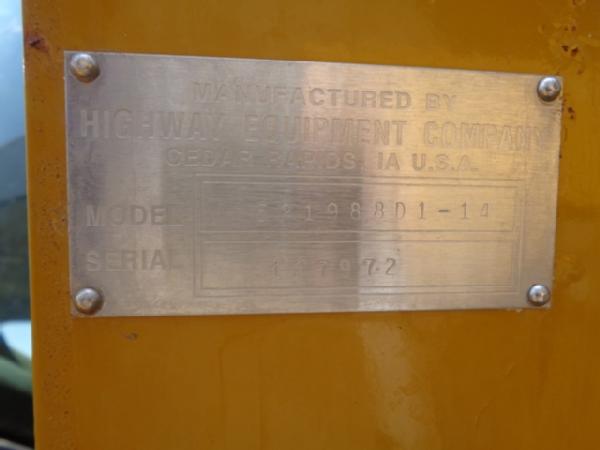 MANUFACTURED BY
HIGHWAY EQUIPMENT COMPANY
CEDAR RAPIDS, IA U.S.A.
MODEL
SERIAL